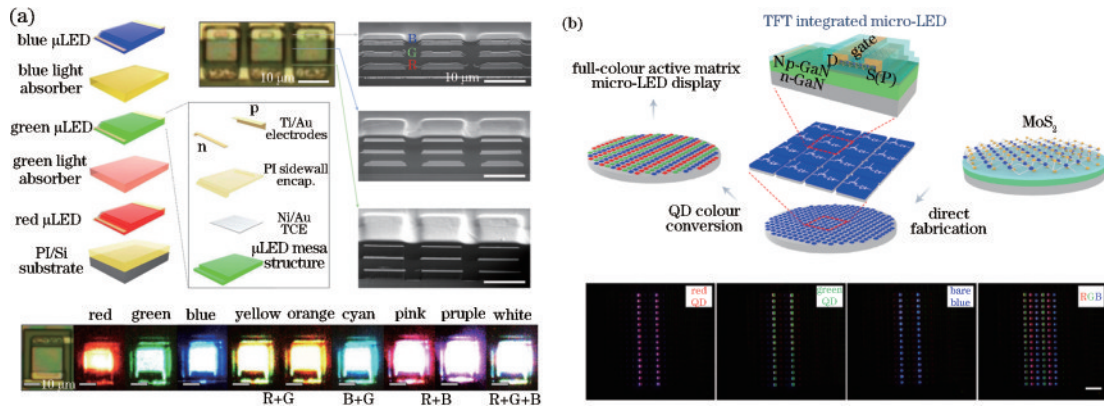 (a)
blue μLED
blue light
absorber
green μLED
green light
absorber
red μLED
PI/Si
substrate
p
Ti/Au
electrodes
n
PI sidewall
encap.
Ni/Au
TCE
μLED mesa
structure
10 μm
B
G
R
10 μm
red
green
blue
yellow
orange
cyan
pink
pruple
white
10 μm
R+G
B+G
R+B
R+G+B
(b)
TFT integrated micro-LED
gate
D
S(P)
Np-GaN
n-GaN
full-colour active matrix
micro-LED display
MoS2
QD colour
conversion
direct
fabrication
red
QD
green
QD
bare
blue
RGB